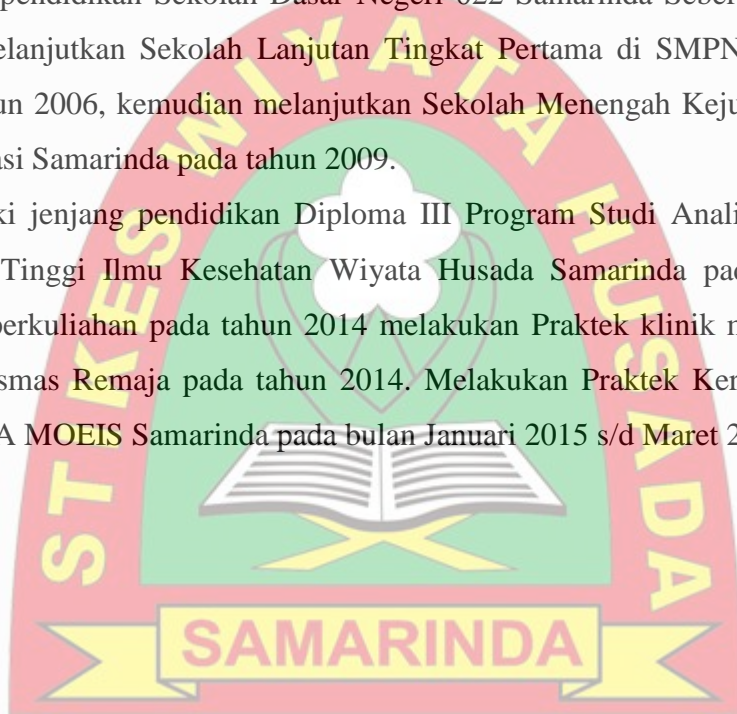 pendidikan Sekolah Dasar Negeri 022 Samarinda
elanjutkan Sekolah Lanjutan Tingkat Pertama di SMPN
un 2006, kemudian melanjutkan Sekolah Menengah Keju
asi Samarinda pada tahun 2009.
ki jenjang pendidikan Diploma III Program Studi Anali
Tinggi Ilmu Kesehatan Wiyata Husada Samarinda pad
perkuliahan pada tahun 2014 melakukan Praktek klinik m
smas Remaja pada tahun 2014. Melakukan Praktek Ker
A MOEIS Samarinda pada bulan Januari 2015 s/d Maret 2
STIKES WIYATA HUSADA
SAMARINDA